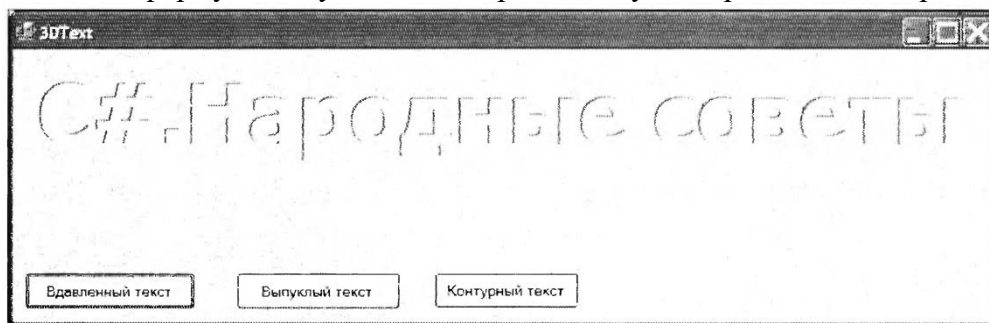 3DText
C#.Народные советы
Вдавленный текст
Выпуклый текст
Контурный текст